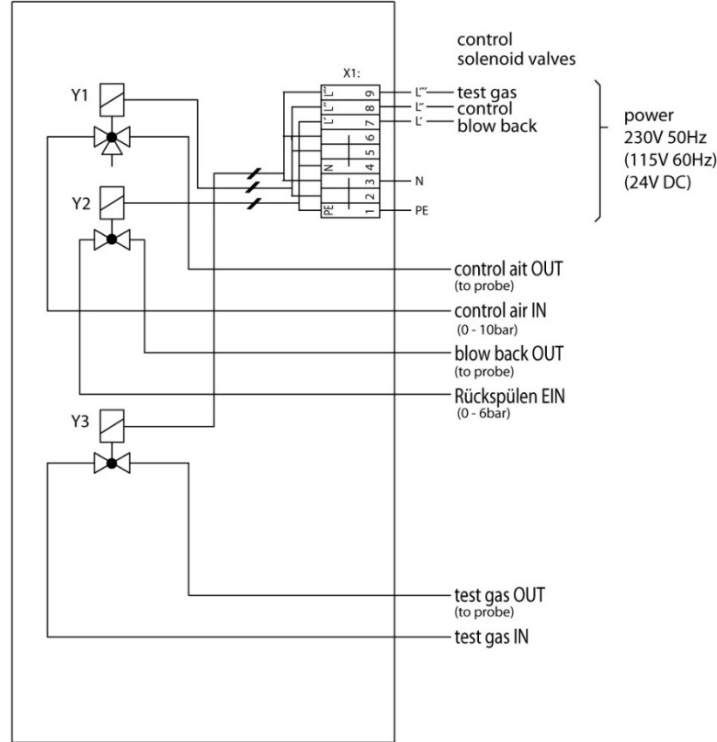 control
solenoid valves
X1:
Y1
L''' 9 L''' test gas
L'' 8 L'' control
L' 7 L' blow back
6
5
N 4
3 N
2
PE 1 PE
power
230V 50Hz
(115V 60Hz)
(24V DC)
Y2
control ait OUT
(to probe)
control air IN
(0 - 10bar)
blow back OUT
(to probe)
Rückspülen EIN
(0 - 6bar)
Y3
test gas OUT
(to probe)
test gas IN